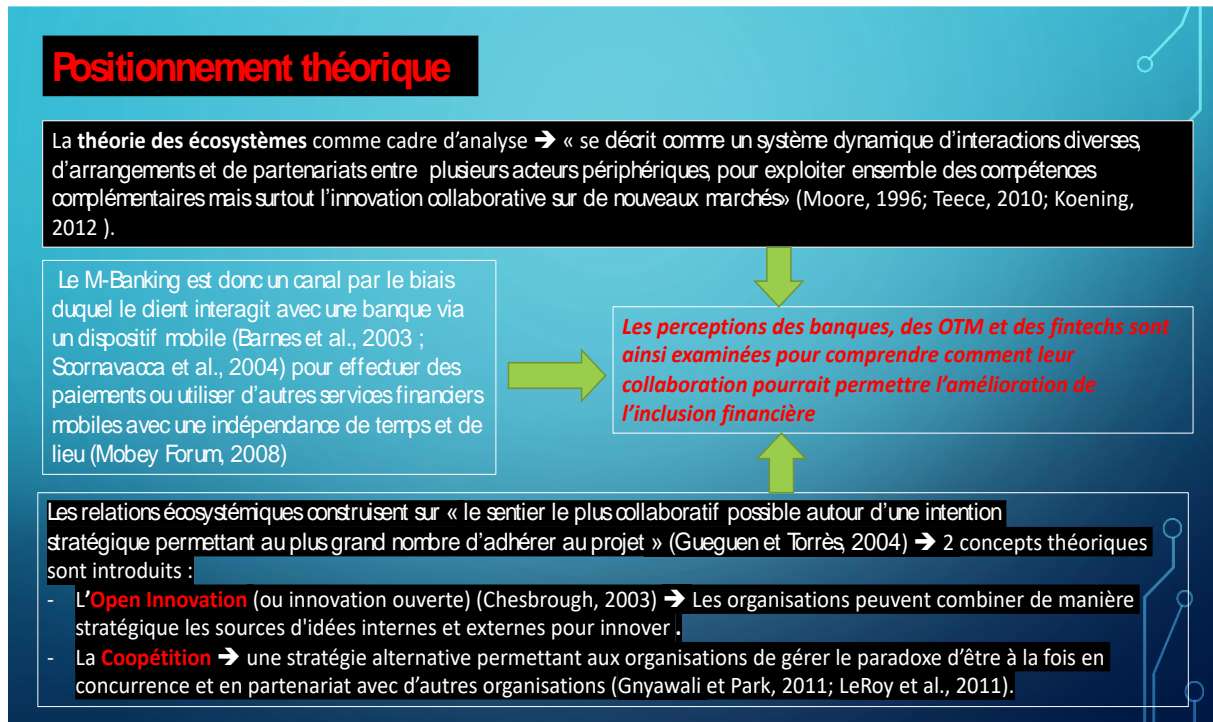 Positionnement théorique
La théorie des écosystèmes comme cadre d'analyse ➔ « se décrit comme un système dynamique d'interactions diverses,
d'arrangements et de partenariats entre plusieurs acteurs périphériques, pour exploiter ensemble des compétences
complémentaires mais surtout l'innovation collaborative sur de nouveaux marchés» (Moore, 1996; Teece, 2010; Koening,
2012 ).
Le M-Banking est donc un canal par le biais
duquel le client interagit avec une banque via
un dispositif mobile (Barnes et al., 2003 ;
Scornavacca et al., 2004) pour effectuer des
paiements ou utiliser d'autres services financiers
mobiles avec une indépendance de temps et de
lieu (Mobey Forum, 2008)
Les perceptions des banques, des OTM et des fintechs sont
ainsi examinées pour comprendre comment leur
collaboration pourrait permettre l'amélioration de
l'inclusion financière
Les relations écosystémiques construisent sur « le sentier le plus collaboratif possible autour d'une intention
stratégique permettant au plus grand nombre d'adhérer au projet » (Gueguen et Torrès, 2004) ➔ 2 concepts théoriques
sont introduits :
- L'Open Innovation (ou innovation ouverte) (Chesbrough, 2003) ➔ Les organisations peuvent combiner de manière
stratégique les sources d'idées internes et externes pour innover .
- La Coopétition ➔ une stratégie alternative permettant aux organisations de gérer le paradoxe d'être à la fois en
concurrence et en partenariat avec d'autres organisations (Gnyawali et Park, 2011; LeRoy et al., 2011).